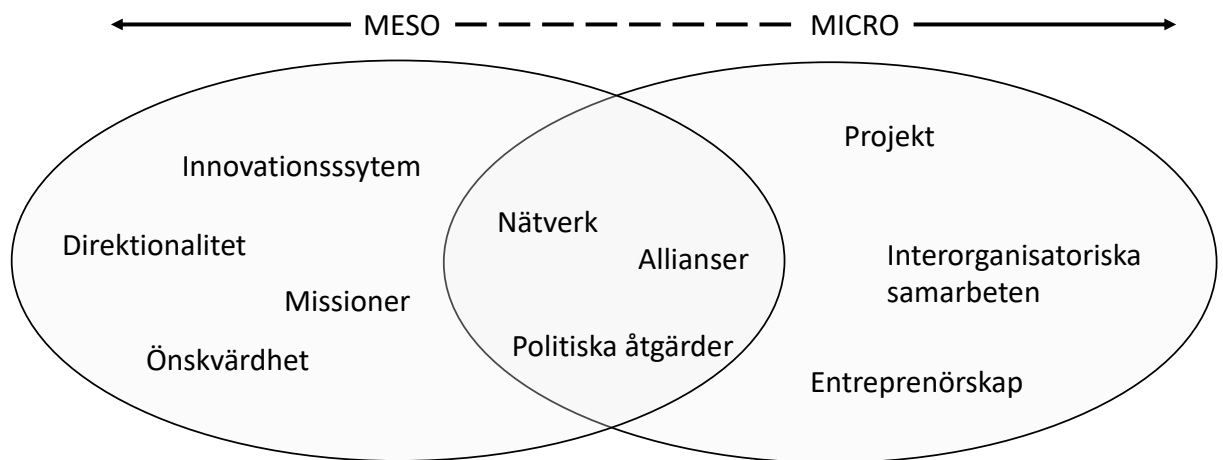 MESO
MICRO
Innovationsssytem
Direktionalitet
Missioner
Önskvärdhet
Nätverk
Allianser
Politiska åtgärder
Projekt
Interorganisatoriska
samarbeten
Entreprenörskap